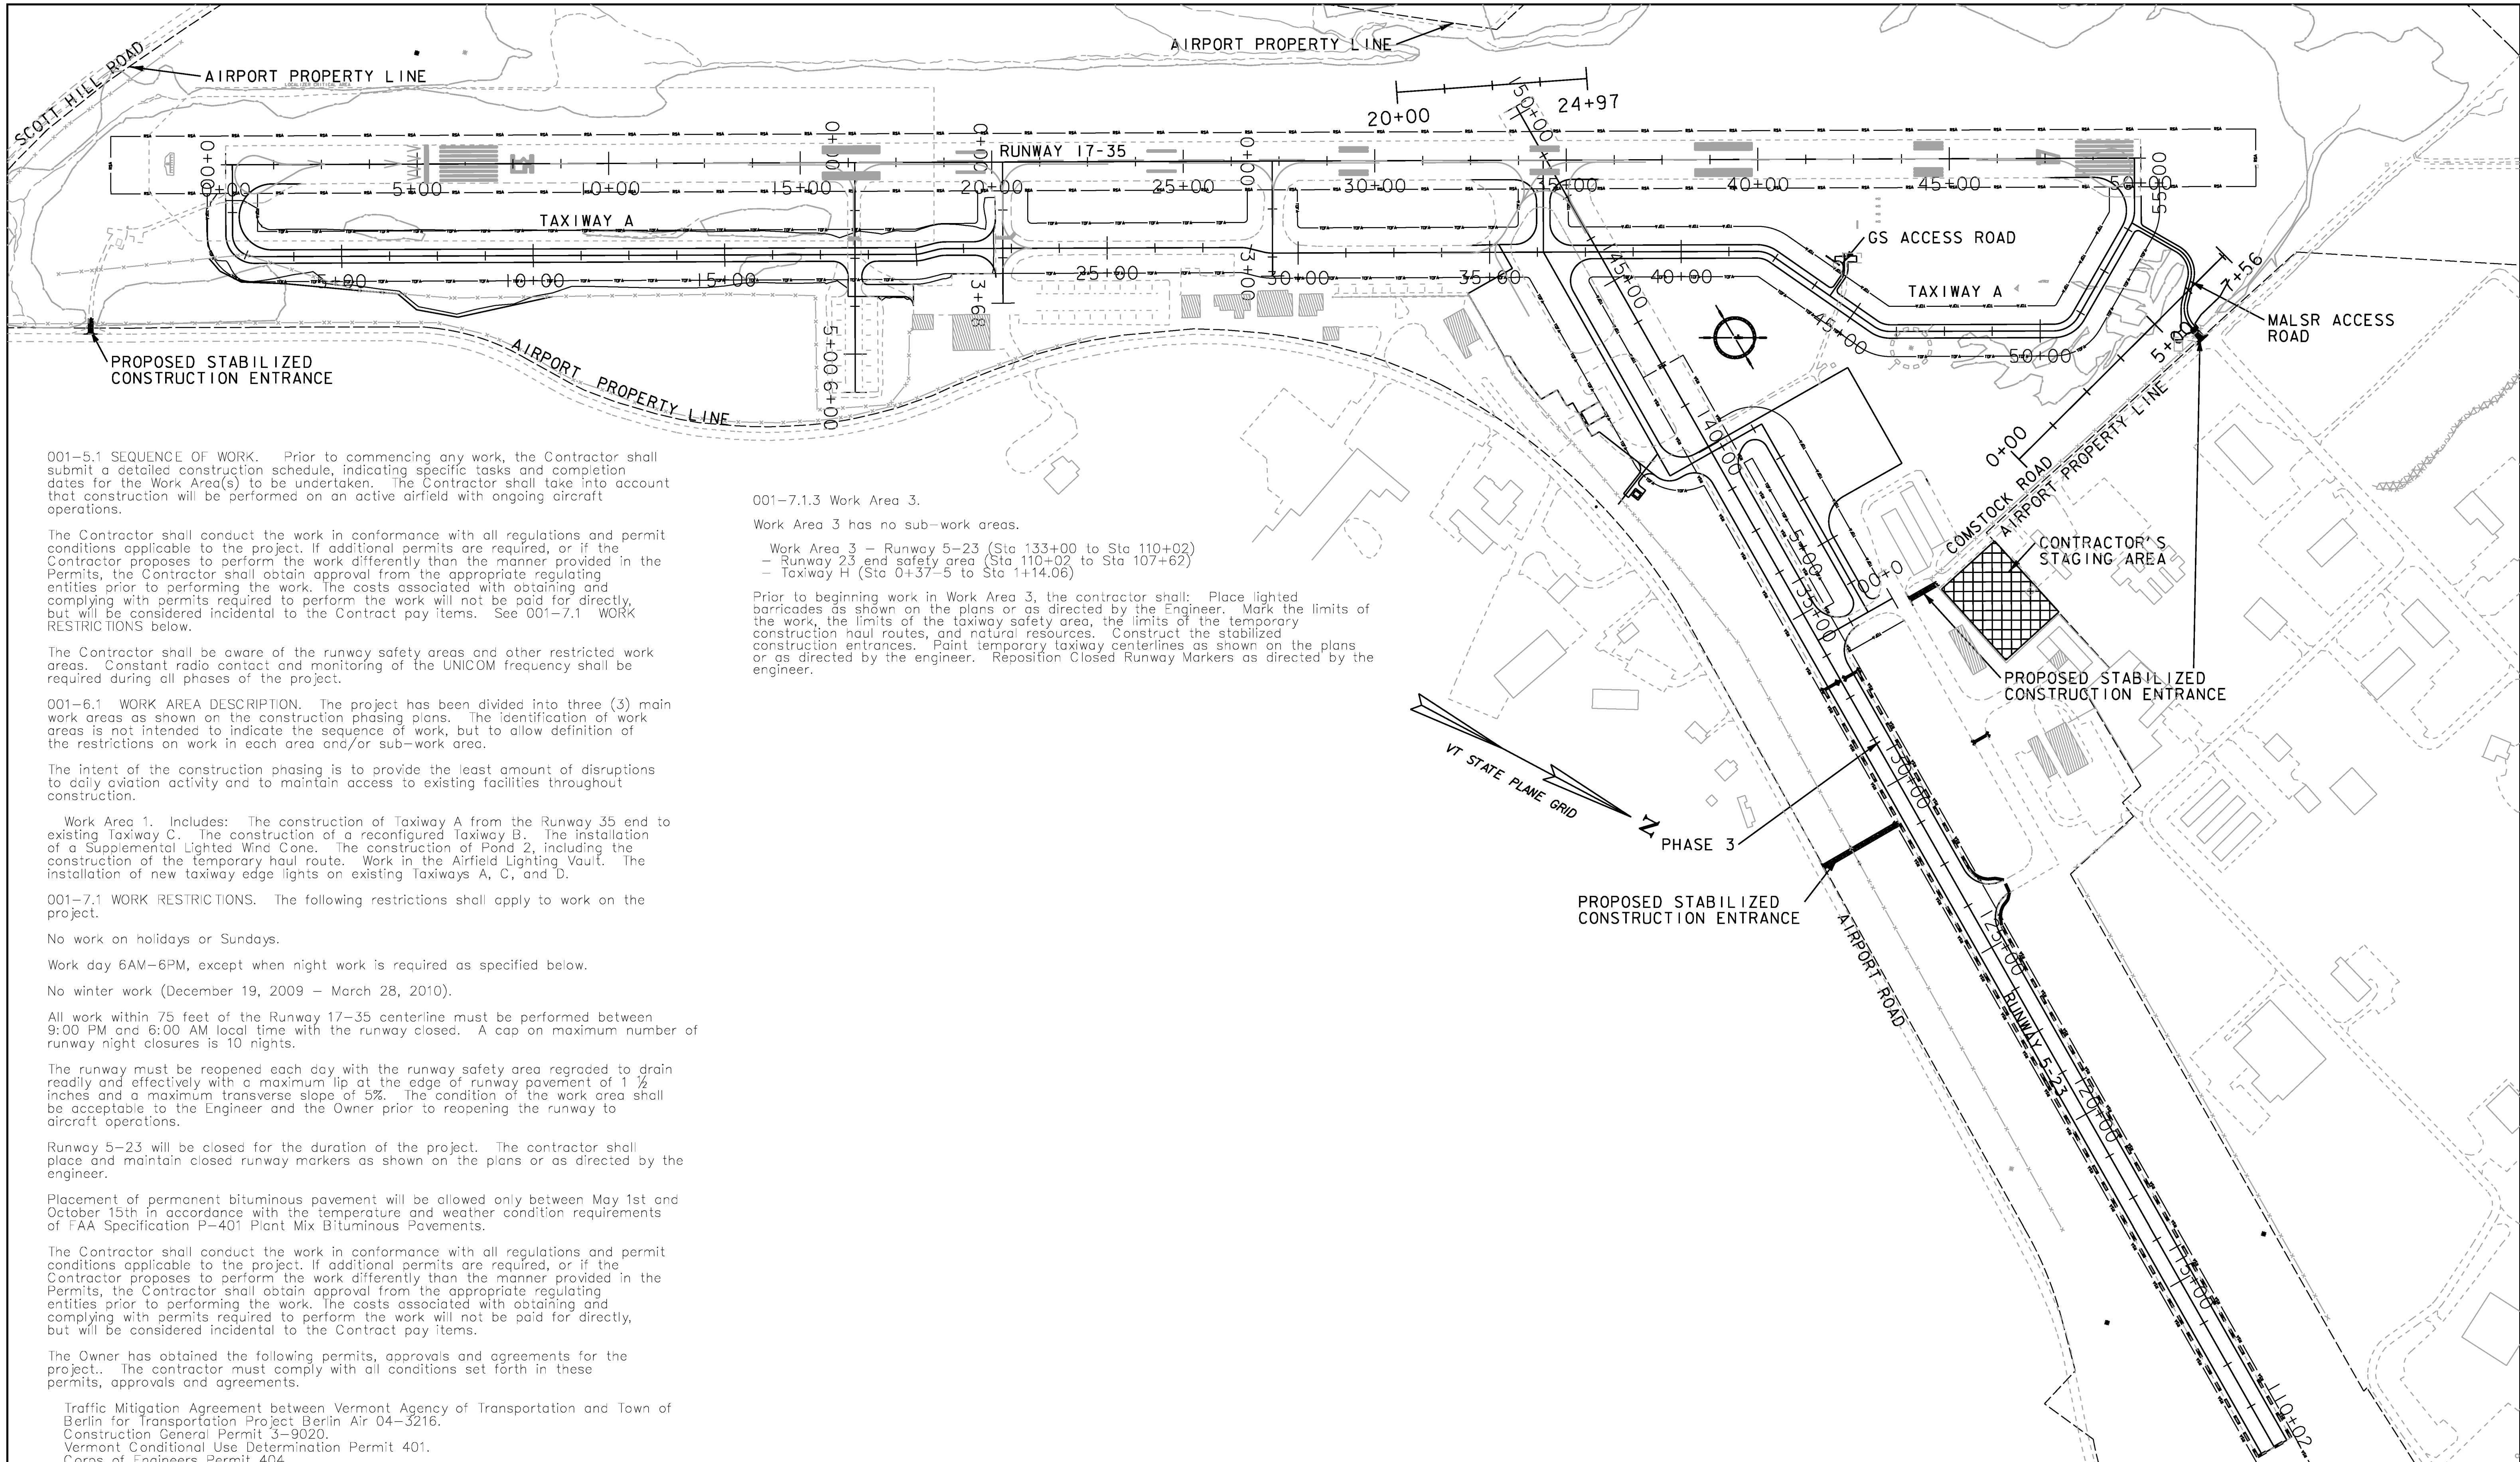 SCOTT HILL ROAD
AIRPORT PROPERTY LINE
LOCALIZER CRITICAL AREA
AIRPORT PROPERTY LINE
20+00
24+97
150+00
RUNWAY 17-35
0+00
0+00
0+00
0+00
0+00
5+00
10+00
15+00
20+00
25+00
30+00
35+00
40+00
45+00
50+00
TAXIWAY A
5+00
10+00
15+00
25+00
30+00
35+00
40+00
45+00
50+00
3+68
3+00
5+00
6+00
145+00
GS ACCESS ROAD
TAXIWAY A
7+56
5+00
0+00
MALSR ACCESS
ROAD
PROPOSED STABILIZED
CONSTRUCTION ENTRANCE
AIRPORT PROPERTY LINE
140+00
5+00
135+00
0+00
COMSTOCK ROAD
AIRPORT PROPERTY LINE
CONTRACTOR'S
STAGING AREA
PROPOSED STABILIZED
CONSTRUCTION ENTRANCE
001-5.1 SEQUENCE OF WORK. Prior to commencing any work, the Contractor shall
submit a detailed construction schedule, indicating specific tasks and completion
dates for the Work Area(s) to be undertaken. The Contractor shall take into account
that construction will be performed on an active airfield with ongoing aircraft
operations.
The Contractor shall conduct the work in conformance with all regulations and permit
conditions applicable to the project. If additional permits are required, or if the
Contractor proposes to perform the work differently than the manner provided in the
Permits, the Contractor shall obtain approval from the appropriate regulating
entities prior to performing the work. The costs associated with obtaining and
complying with permits required to perform the work will not be paid for directly,
but will be considered incidental to the Contract pay items. See 001-7.1 WORK
RESTRICTIONS below.
The Contractor shall be aware of the runway safety areas and other restricted work
areas. Constant radio contact and monitoring of the UNICOM frequency shall be
required during all phases of the project.
001-6.1 WORK AREA DESCRIPTION. The project has been divided into three (3) main
work areas as shown on the construction phasing plans. The identification of work
areas is not intended to indicate the sequence of work, but to allow definition of
the restrictions on work in each area and/or sub-work area.
The intent of the construction phasing is to provide the least amount of disruptions
to daily aviation activity and to maintain access to existing facilities throughout
construction.
Work Area 1. Includes: The construction of Taxiway A from the Runway 35 end to
existing Taxiway C. The construction of a reconfigured Taxiway B. The installation
of a Supplemental Lighted Wind Cone. The construction of Pond 2, including the
construction of the temporary haul route. Work in the Airfield Lighting Vault. The
installation of new taxiway edge lights on existing Taxiways A, C, and D.
001-7.1 WORK RESTRICTIONS. The following restrictions shall apply to work on the
project.
No work on holidays or Sundays.
Work day 6AM-6PM, except when night work is required as specified below.
No winter work (December 19, 2009 - March 28, 2010).
All work within 75 feet of the Runway 17-35 centerline must be performed between
9:00 PM and 6:00 AM local time with the runway closed. A cap on maximum number of
runway night closures is 10 nights.
The runway must be reopened each day with the runway safety area regraded to drain
readily and effectively with a maximum lip at the edge of runway pavement of 1 ½
inches and a maximum transverse slope of 5%. The condition of the work area shall
be acceptable to the Engineer and the Owner prior to reopening the runway to
aircraft operations.
Runway 5-23 will be closed for the duration of the project. The contractor shall
place and maintain closed runway markers as shown on the plans or as directed by the
engineer.
Placement of permanent bituminous pavement will be allowed only between May 1st and
October 15th in accordance with the temperature and weather condition requirements
of FAA Specification P-401 Plant Mix Bituminous Pavements.
The Contractor shall conduct the work in conformance with all regulations and permit
conditions applicable to the project. If additional permits are required, or if the
Contractor proposes to perform the work differently than the manner provided in the
Permits, the Contractor shall obtain approval from the appropriate regulating
entities prior to performing the work. The costs associated with obtaining and
complying with permits required to perform the work will not be paid for directly,
but will be considered incidental to the Contract pay items.
The Owner has obtained the following permits, approvals and agreements for the
project.. The contractor must comply with all conditions set forth in these
permits, approvals and agreements.
Traffic Mitigation Agreement between Vermont Agency of Transportation and Town of
Berlin for Transportation Project Berlin Air 04-3216.
Construction General Permit 3-9020.
Vermont Conditional Use Determination Permit 401.
Corps of Engineers Permit 404
001-7.1.3 Work Area 3.
Work Area 3 has no sub-work areas.
Work Area 3 - Runway 5-23 (Sta 133+00 to Sta 110+02)
- Runway 23 end safety area (Sta 110+02 to Sta 107+62)
- Taxiway H (Sta 0+37-5 to Sta 1+14.06)
Prior to beginning work in Work Area 3, the contractor shall: Place lighted
barricades as shown on the plans or as directed by the Engineer. Mark the limits of
the work, the limits of the taxiway safety area, the limits of the temporary
construction haul routes, and natural resources. Construct the stabilized
construction entrances. Paint temporary taxiway centerlines as shown on the plans
or as directed by the engineer. Reposition Closed Runway Markers as directed by the
engineer.
VT STATE PLANE GRID
N
PHASE 3
PROPOSED STABILIZED
CONSTRUCTION ENTRANCE
130+00
125+00
AIRPORT ROAD
RUNWAY 5-23
120+00
115+00
110+02